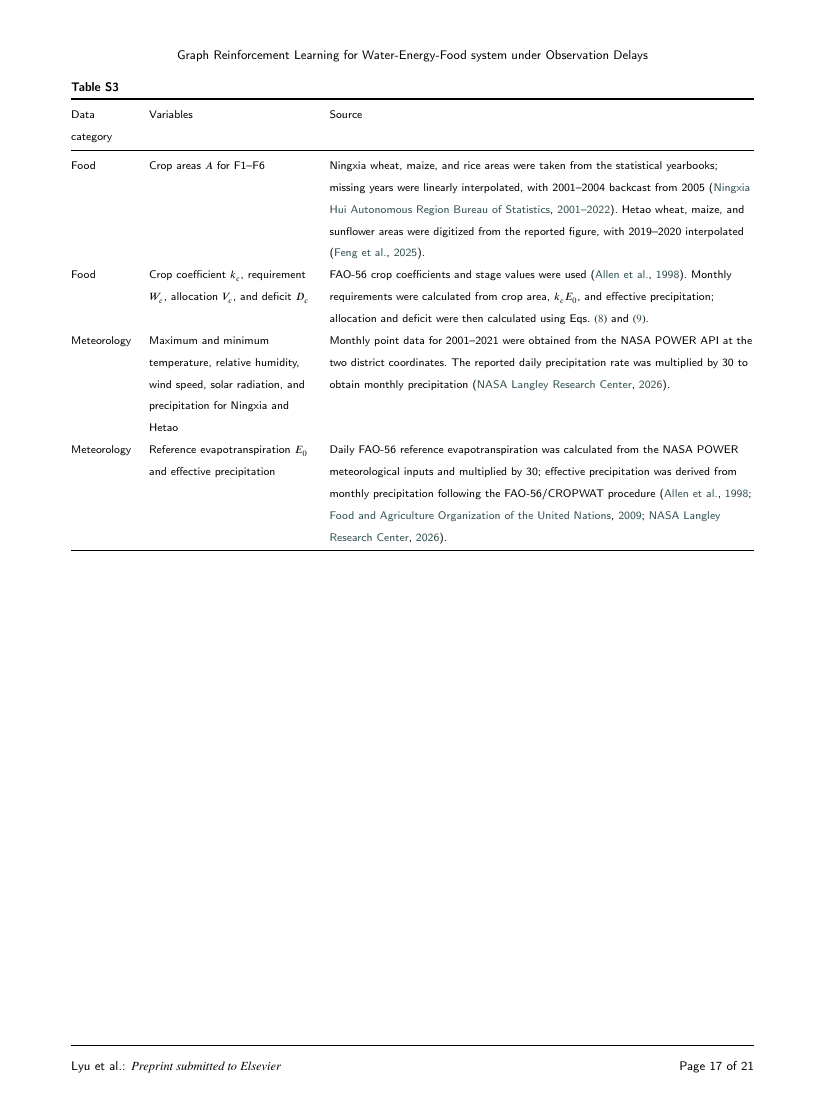 Graph Reinforcement Learning for Water-Energy-Food system under Observation Delays
Table S3
Data category
Variables
Source
Food
Crop areas A for F1–F6
Ningxia wheat, maize, and rice areas were taken from the statistical yearbooks;
missing years were linearly interpolated, with 2001–2004 backcast from 2005 (Ningxia
Hui Autonomous Region Bureau of Statistics, 2001–2022). Hetao wheat, maize, and
sunflower areas were digitized from the reported figure, with 2019–2020 interpolated
(Feng et al., 2025).
Food
Crop coefficient k_c, requirement
W_c, allocation V_c, and deficit D_c
FAO-56 crop coefficients and stage values were used (Allen et al., 1998). Monthly
requirements were calculated from crop area, k_c E_0, and effective precipitation;
allocation and deficit were then calculated using Eqs. (8) and (9).
Meteorology
Maximum and minimum
temperature, relative humidity,
wind speed, solar radiation, and
precipitation for Ningxia and
Hetao
Monthly point data for 2001–2021 were obtained from the NASA POWER API at the
two district coordinates. The reported daily precipitation rate was multiplied by 30 to
obtain monthly precipitation (NASA Langley Research Center, 2026).
Meteorology
Reference evapotranspiration E_0
and effective precipitation
Daily FAO-56 reference evapotranspiration was calculated from the NASA POWER
meteorological inputs and multiplied by 30; effective precipitation was derived from
monthly precipitation following the FAO-56/CROPWAT procedure (Allen et al., 1998;
Food and Agriculture Organization of the United Nations, 2009; NASA Langley
Research Center, 2026).
Lyu et al.: Preprint submitted to Elsevier
Page 17 of 21